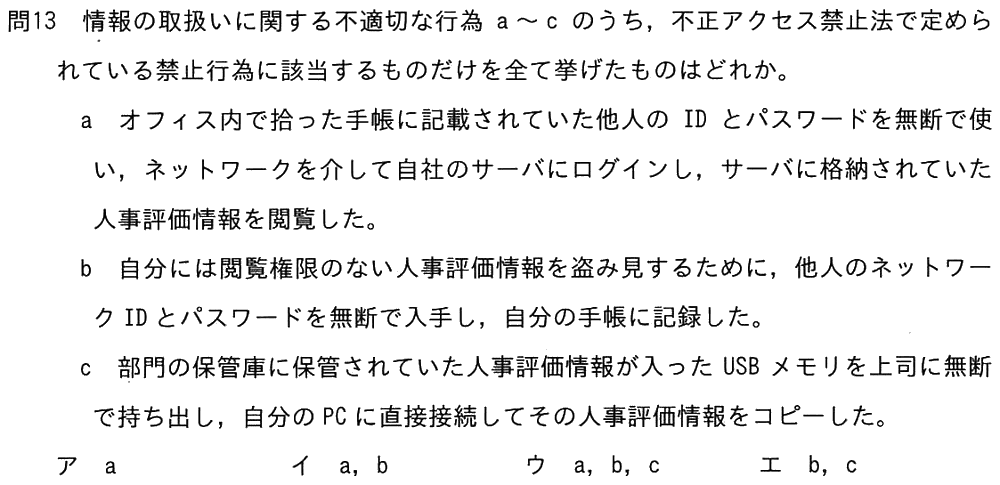 問13 情報の取扱いに関する不適切な行為 a～c のうち，不正アクセス禁止法で定めら
れている禁止行為に該当するものだけを全て挙げたものはどれか。
a オフィス内で拾った手帳に記載されていた他人の ID とパスワードを無断で使
い，ネットワークを介して自社のサーバにログインし，サーバに格納されていた
人事評価情報を閲覧した。
b 自分には閲覧権限のない人事評価情報を盗み見するために，他人のネットワー
ク ID とパスワードを無断で入手し，自分の手帳に記録した。
c 部門の保管庫に保管されていた人事評価情報が入った USB メモリを上司に無断
で持ち出し，自分の PC に直接接続してその人事評価情報をコピーした。
ア a イ a，b ウ a，b，c エ b，c